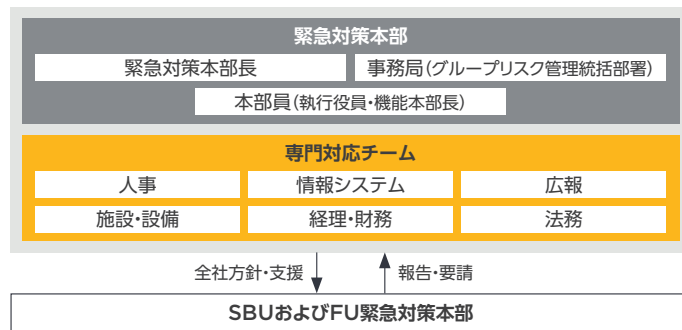 緊急対策本部
緊急対策本部長
事務局(グループリスク管理統括部署)
本部員(執行役員・機能本部長)
専門対応チーム
人事
情報システム
広報
施設・設備
経理・財務
法務
全社方針・支援
報告・要請
SBUおよびFU緊急対策本部